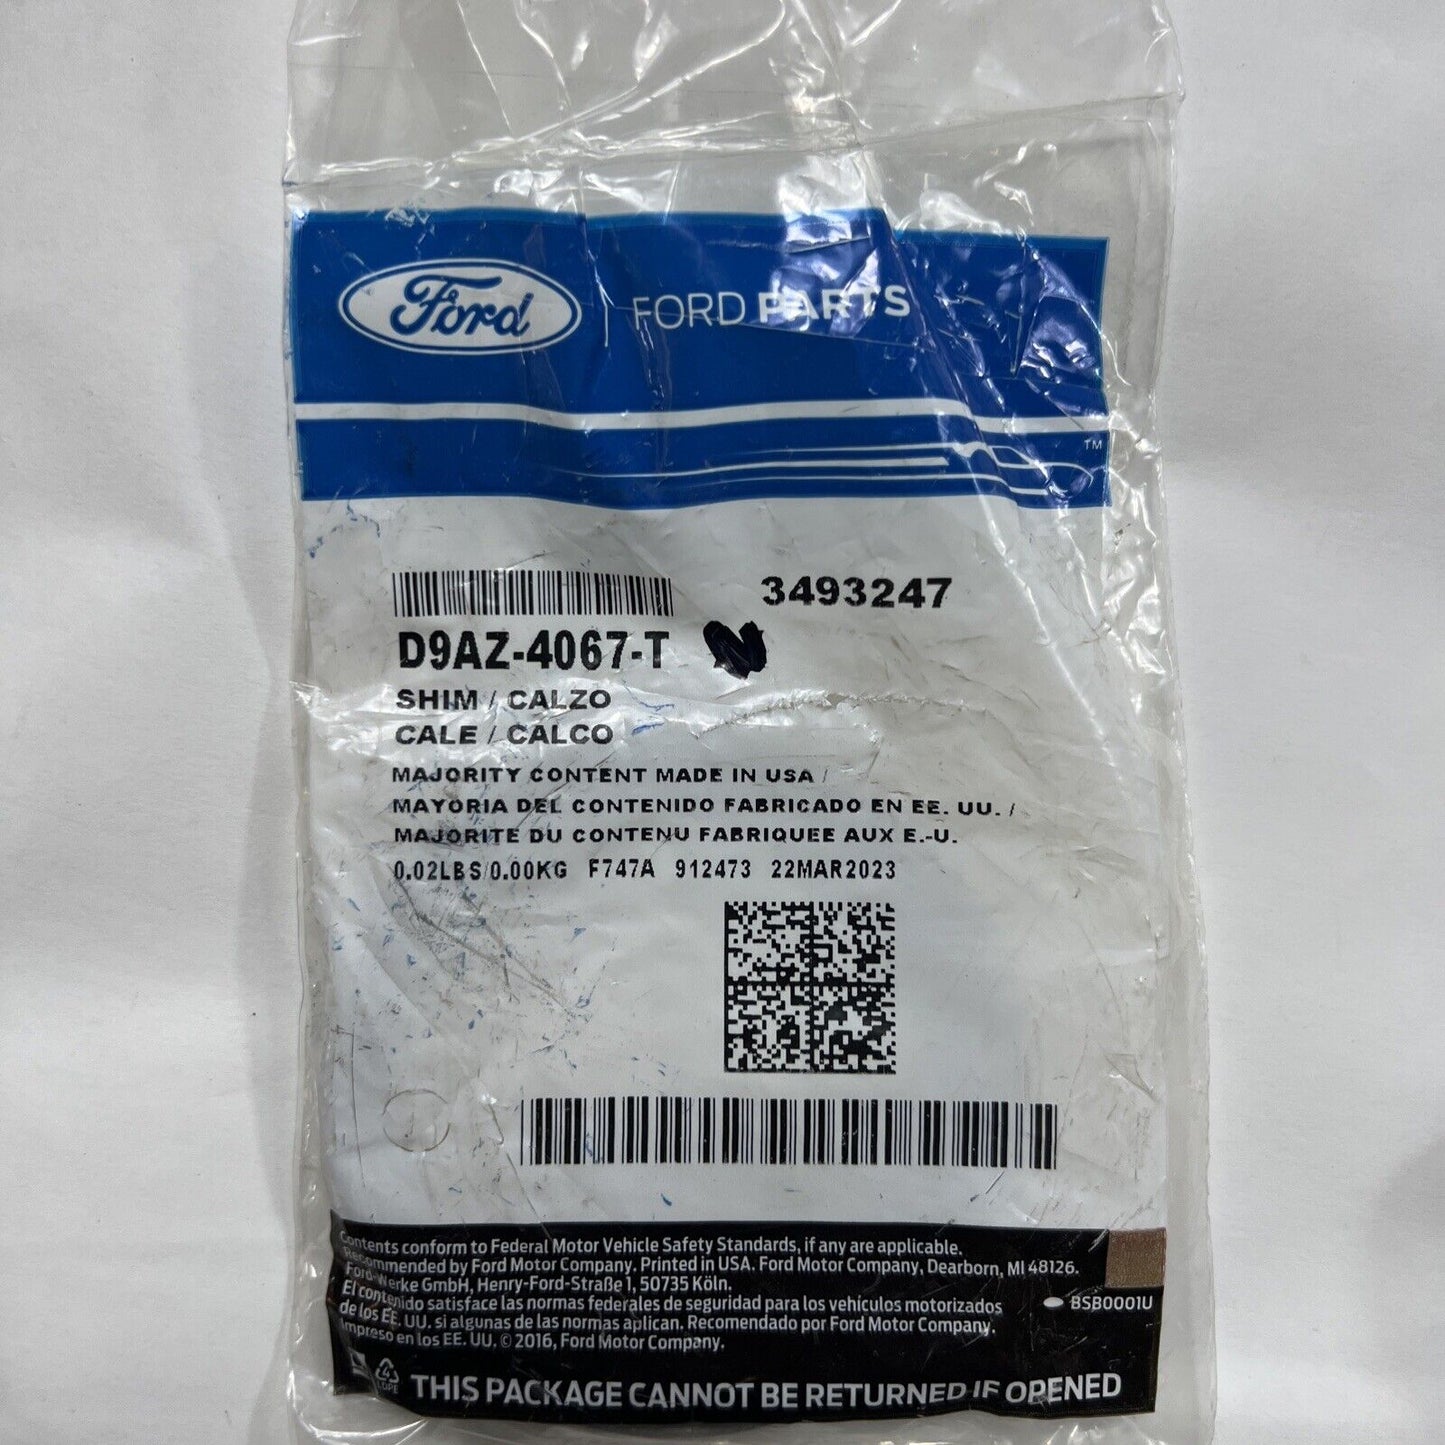 Ford
FORD PARTS
TM
3493247
D9AZ-4067-T
SHIM / CALZO
CALE / CALCO
MAJORITY CONTENT MADE IN USA /
MAYORIA DEL CONTENIDO FABRICADO EN EE. UU. /
MAJORITE DU CONTENU FABRIQUEE AUX E.-U.
0.02LBS/0.00KG F747A 912473 22MAR2023
Contents conform to Federal Motor Vehicle Safety Standards, if any are applicable.
Recommended by Ford Motor Company. Printed in USA. Ford Motor Company, Dearborn, MI 48126.
Ford-Werke GmbH, Henry-Ford-Straße 1, 50735 Köln.
El contenido satisface las normas federales de seguridad para los vehículos motorizados
de los EE. UU. si algunas de las normas aplican. Recomendado por Ford Motor Company.
Impreso en los EE. UU. © 2016, Ford Motor Company.
BSB0001U
4
LDPE
THIS PACKAGE CANNOT BE RETURNED IF OPENED